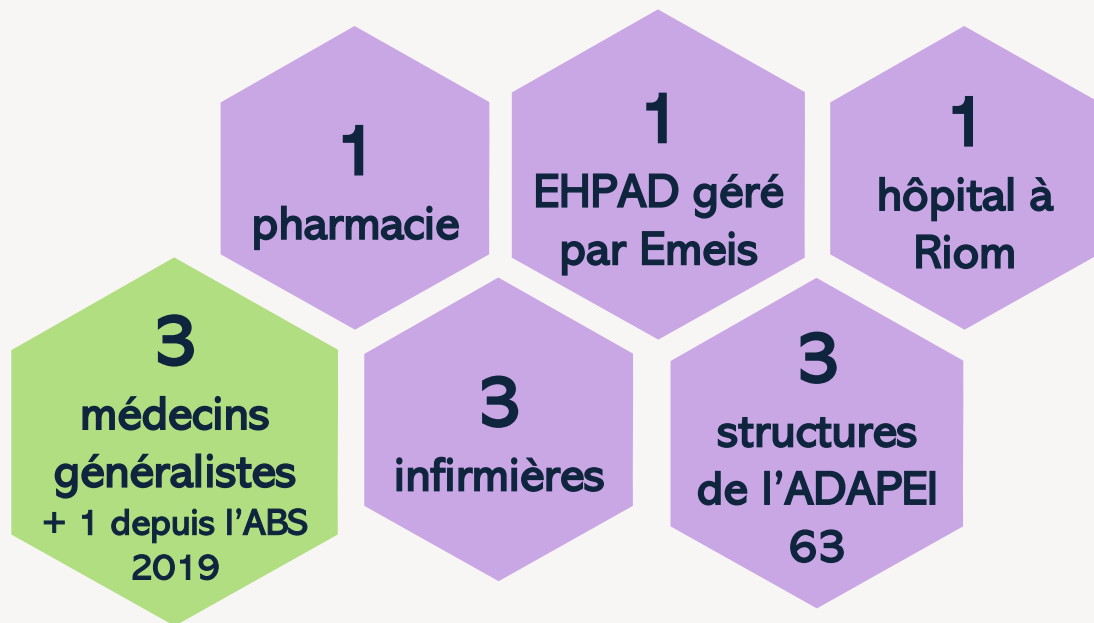 1
pharmacie
1
EHPAD géré
par Emeis
1
hôpital à
Riom
3
médecins
généralistes
+ 1 depuis l'ABS
2019
3
infirmières
3
structures
de l'ADAPEI
63